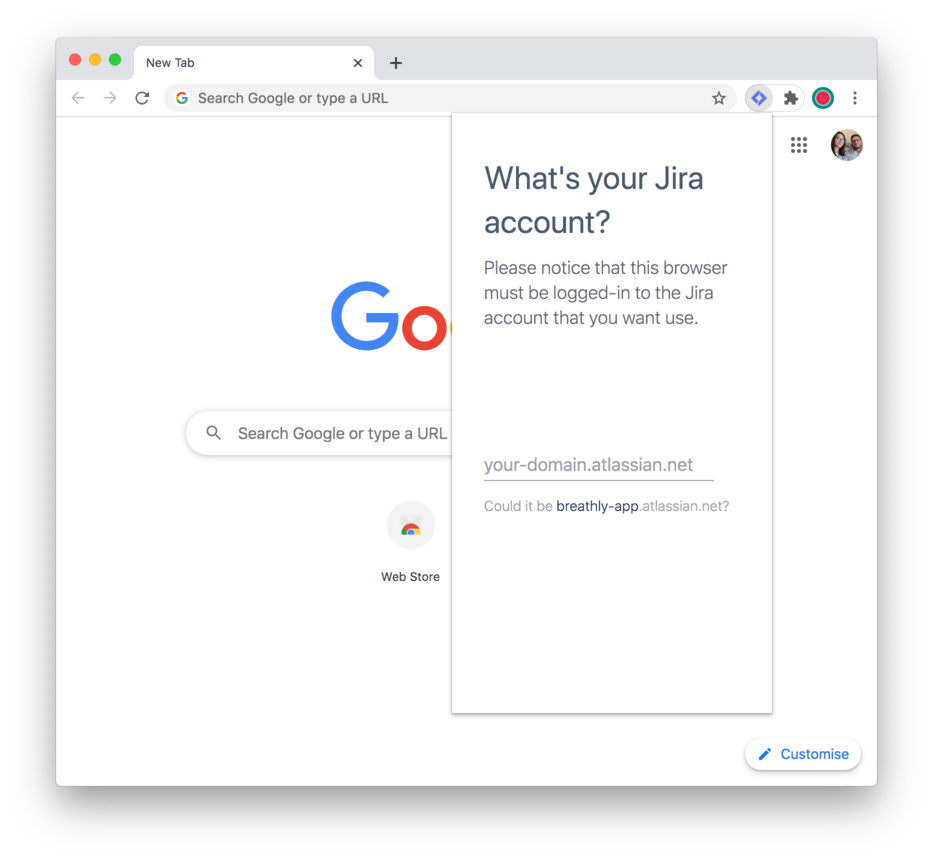 New Tab
Search Google or type a URL
What's your Jira
account?
Please notice that this browser
must be logged-in to the Jira
account that you want use.
Go
Search Google or type a URL
your-domain.atlassian.net
Could it be breathly-app.atlassian.net?
Web Store
Customise